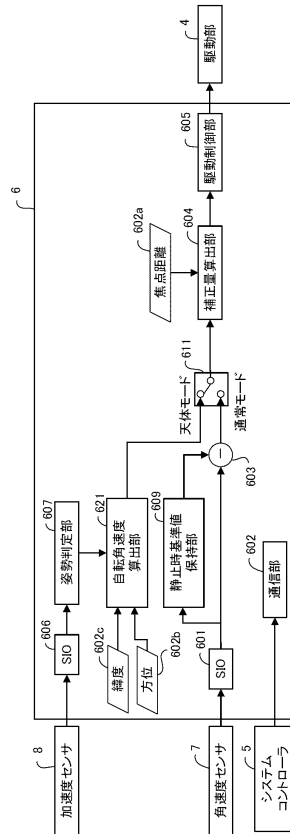 6
8
加速度センサ
606
SIO
607
姿勢判定部
602c
緯度
方位
602b
621
自転角速度
算出部
609
静止時基準値
保持部
7
角速度センサ
601
SIO
603
−
天体モード
611
通常モード
602a
焦点距離
604
補正量算出部
605
駆動制御部
4
駆動部
5
システム
コントローラ
602
通信部